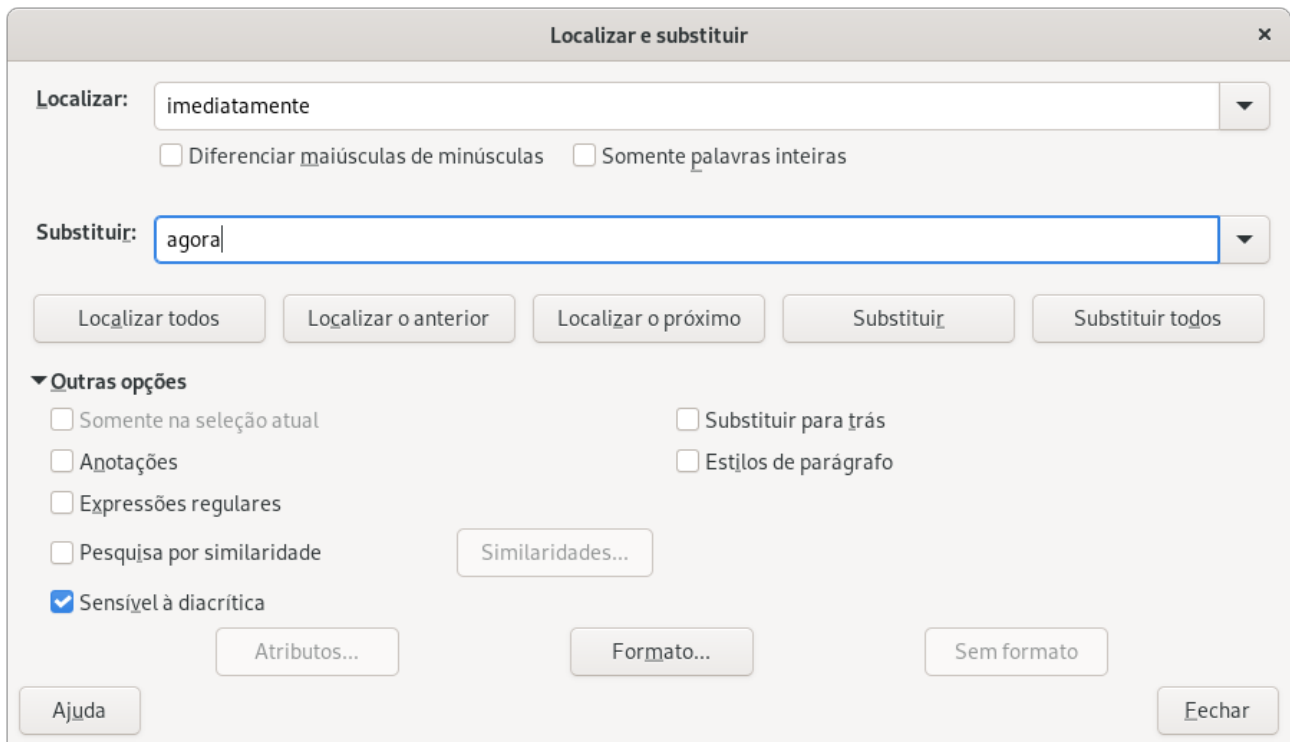 Localizar e substituir ×
Localizar: imediatamente
Diferenciar maiúsculas de minúsculas Somente palavras inteiras
Substituir: agora
Localizar todos Localizar o anterior Localizar o próximo Substituir Substituir todos
Outras opções
Somente na seleção atual Substituir para trás
Anotações Estilos de parágrafo
Expressões regulares
Pesquisa por similaridade Similaridades...
Sensível à diacrítica
Atributos... Formato... Sem formato
Ajuda Fechar